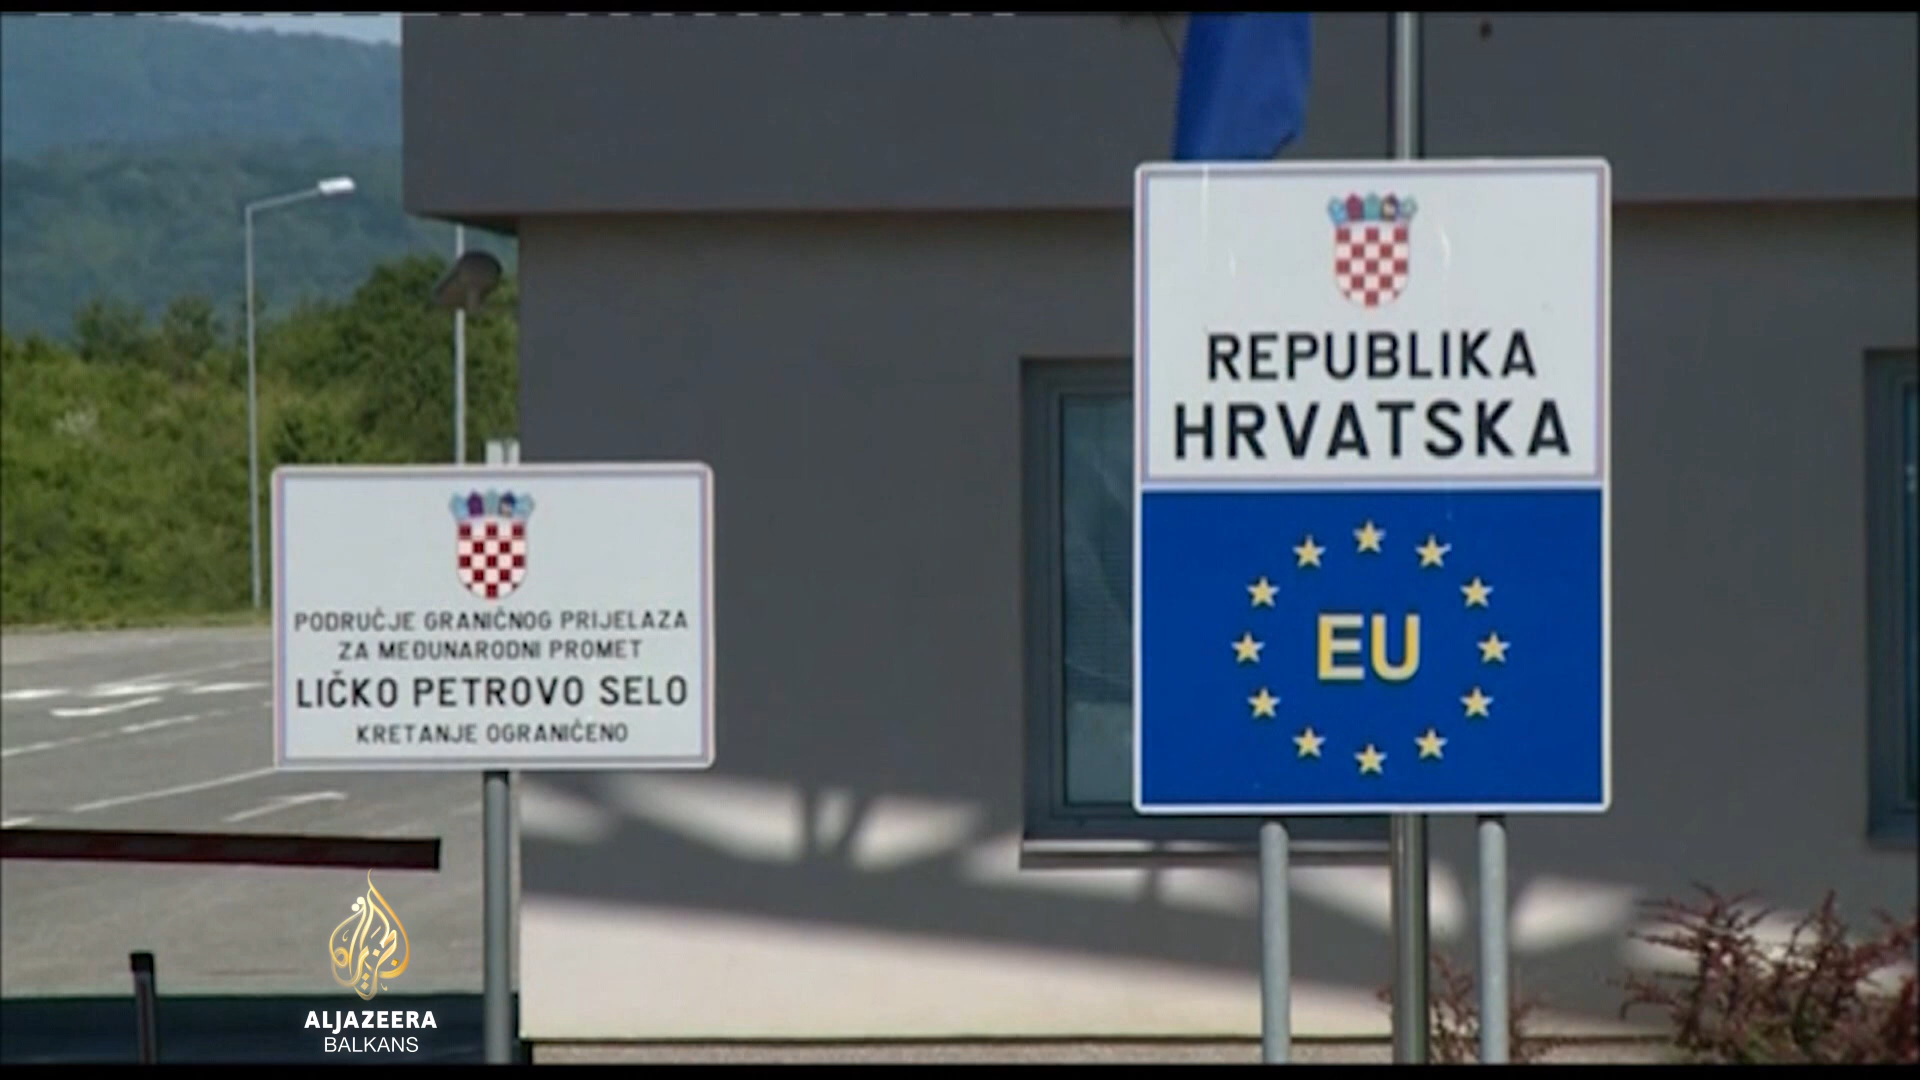 REPUBLIKA
HRVATSKA
EU
PODRUČJE GRANIČNOG PRIJELAZA
ZA MEĐUNARODNI PROMET
LIČKO PETROVO SELO
KRETANJE OGRANIČENO
ALJAZEERA
BALKANS